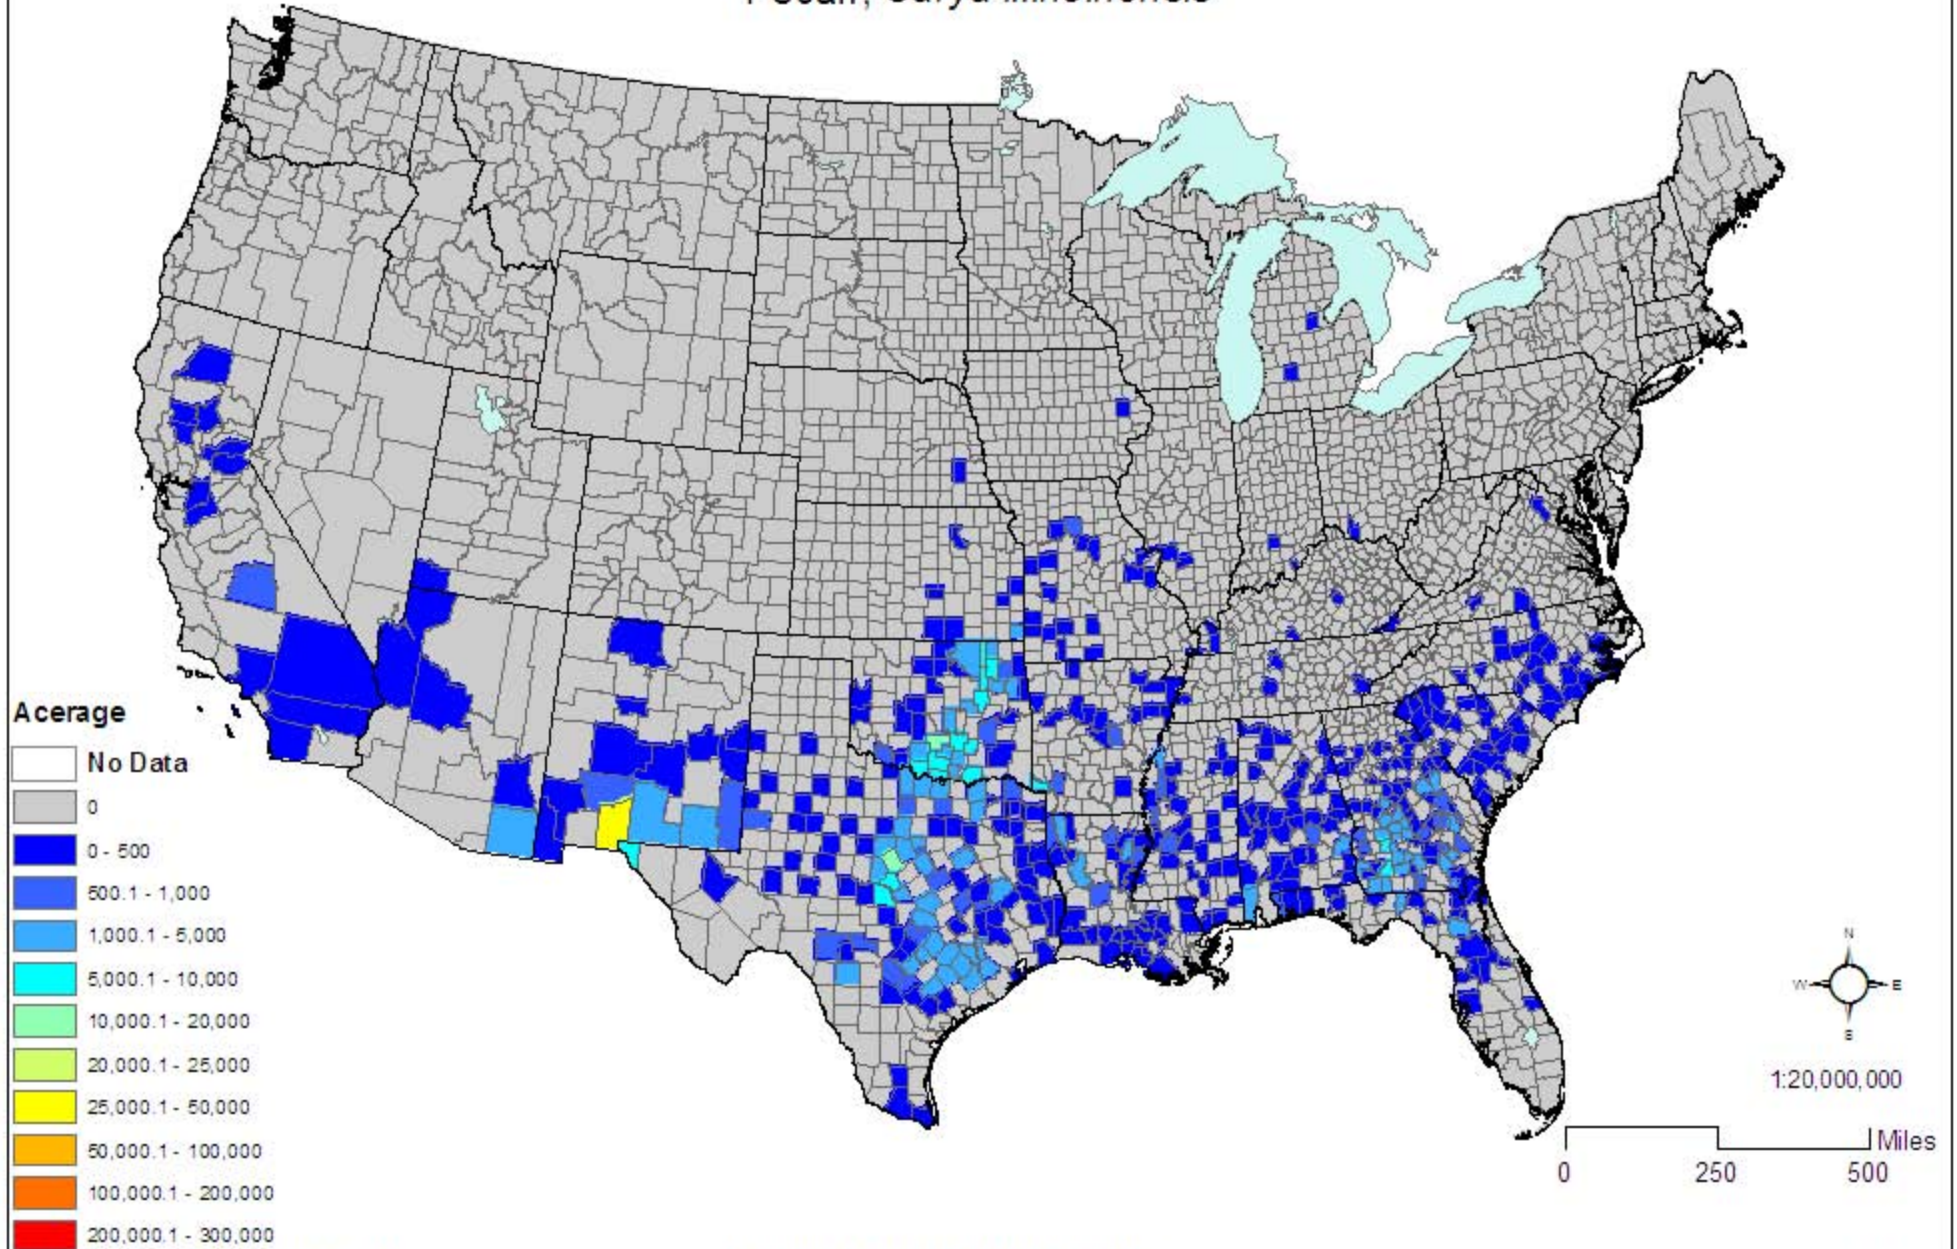 Acerage
No Data
0
0 - 500
500.1 - 1,000
1,000.1 - 5,000
5,000.1 - 10,000
10,000.1 - 20,000
20,000.1 - 25,000
25,000.1 - 50,000
50,000.1 - 100,000
100,000.1 - 200,000
200,000.1 - 300,000
N
W E
S
1:20,000,000
Miles
0 250 500